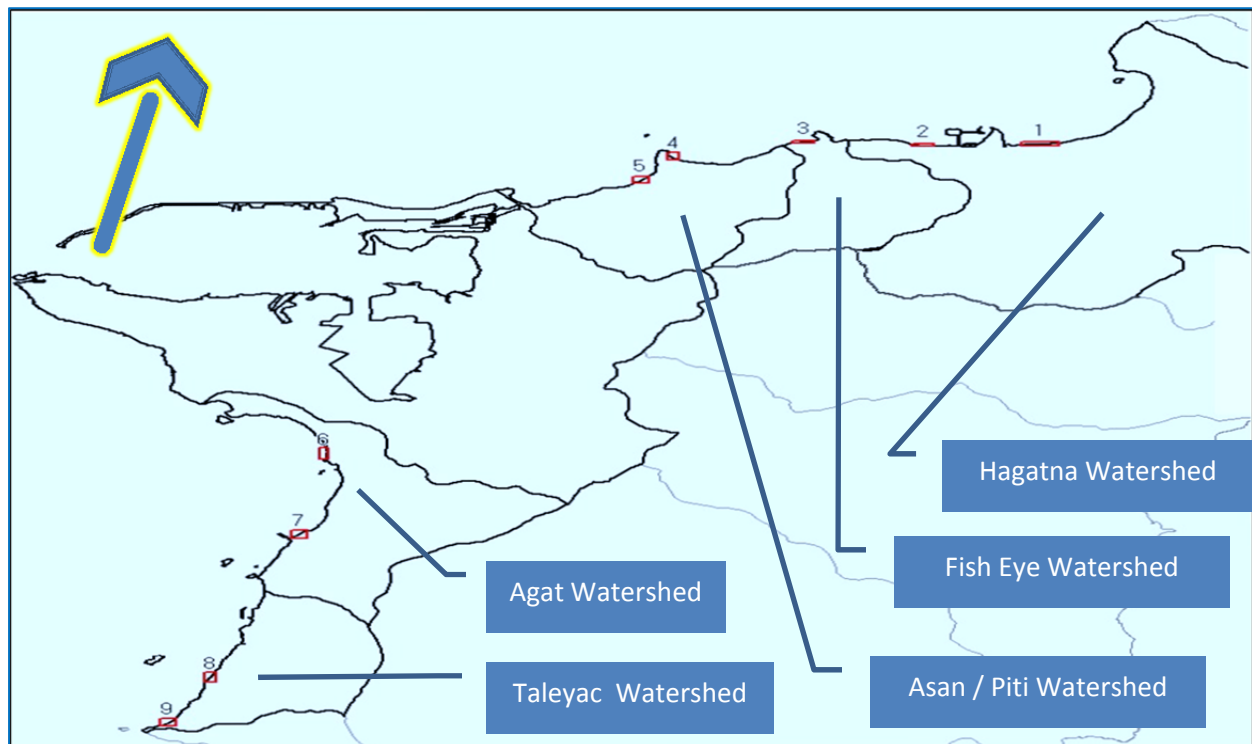 1
2
3
4
5
6
7
8
9
Hagatna Watershed
Fish Eye Watershed
Agat Watershed
Asan / Piti Watershed
Taleyac Watershed